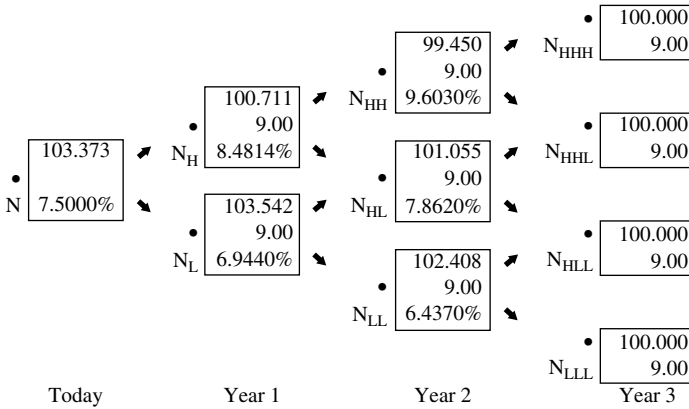 100.000
9.00
N_HHH
99.450
9.00
9.6030%
N_HH
100.711
9.00
8.4814%
N_H
100.000
9.00
N_HHL
103.373
7.5000%
N
101.055
9.00
7.8620%
N_HL
103.542
9.00
6.9440%
N_L
100.000
9.00
N_HLL
102.408
9.00
6.4370%
N_LL
100.000
9.00
N_LLL
Today Year 1 Year 2 Year 3